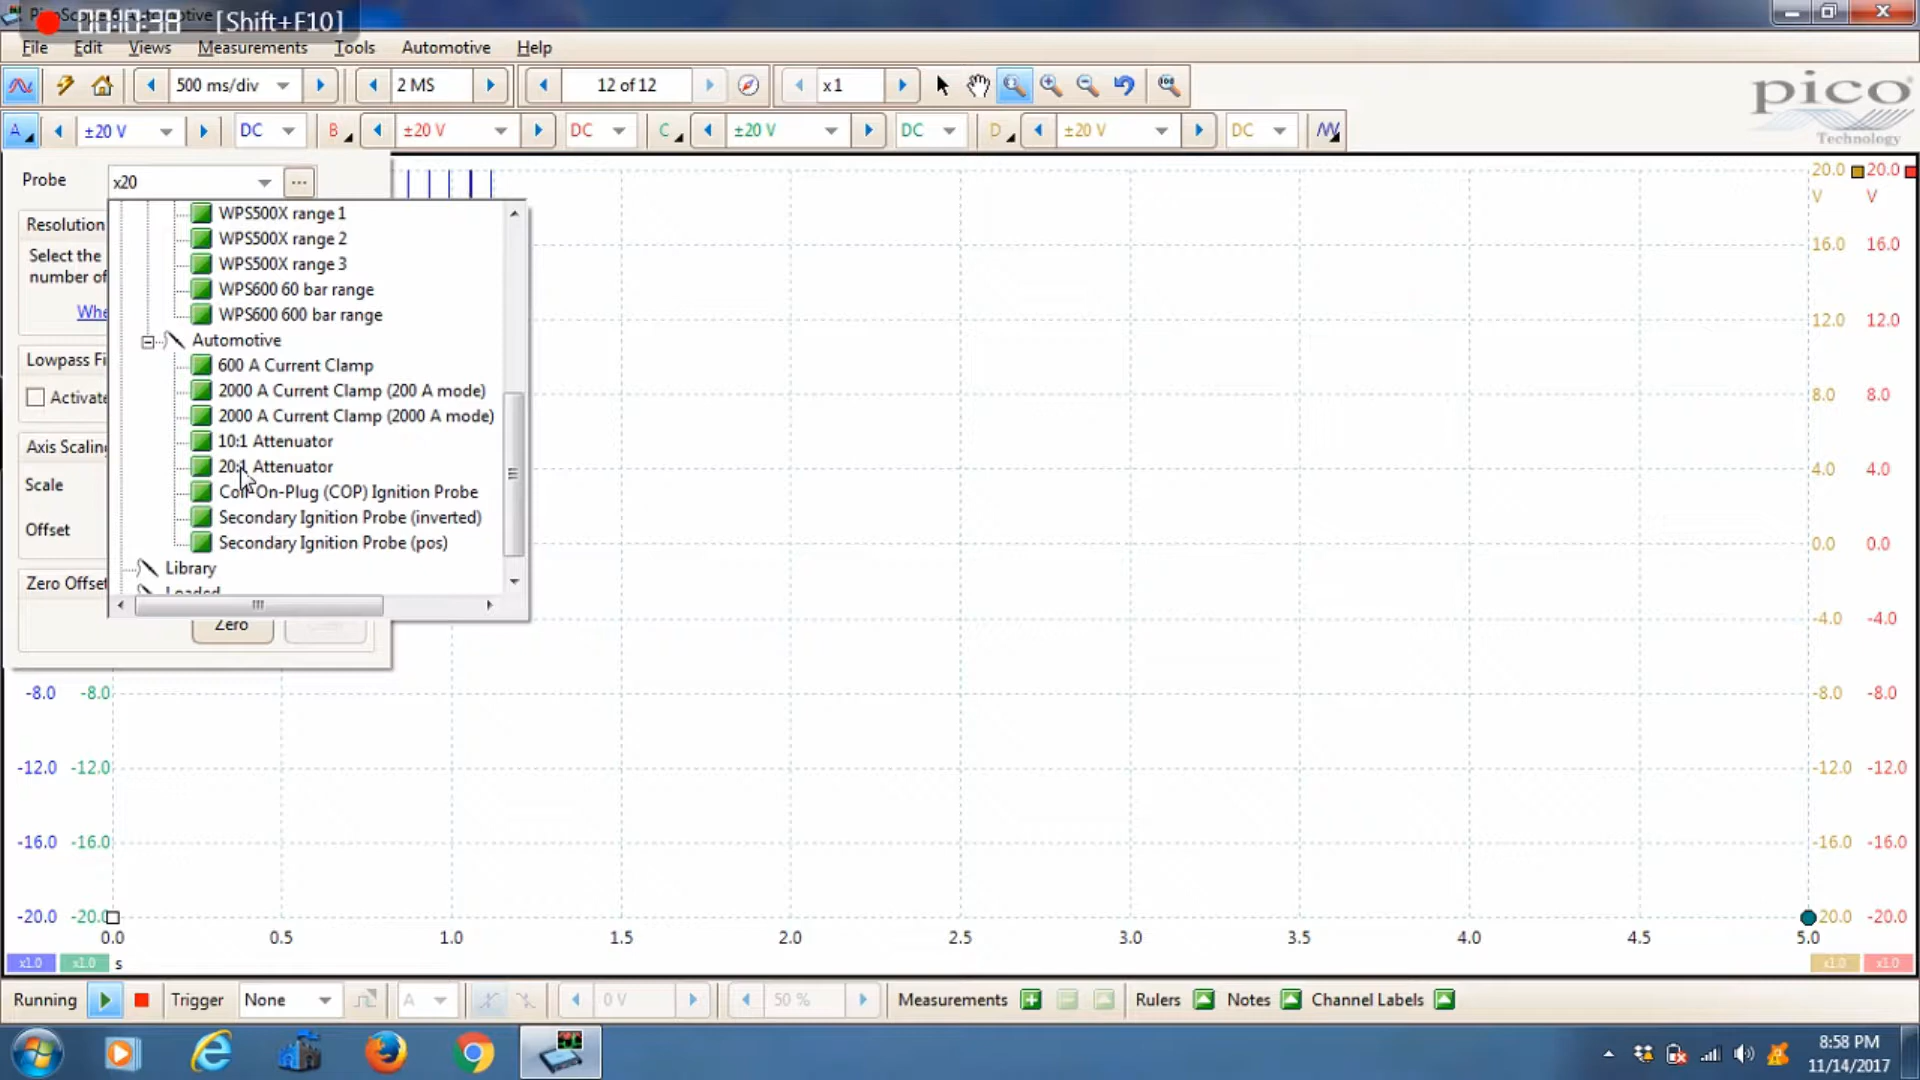 PicoScope 6 Automotive
00:10:38 [Shift+F10]
File Edit Views Measurements Tools Automotive Help
500 ms/div 2 MS 12 of 12 x1
pico
Technology
A ±20 V DC B ±20 V DC C ±20 V DC D ±20 V DC
Probe x20 ...
20.0 20.0
V V
WPS500X range 1
Resolution
WPS500X range 2
Select the
16.0 16.0
WPS500X range 3
number of
WPS600 60 bar range
Whe
WPS600 600 bar range
12.0 12.0
Automotive
Lowpass Fi
600 A Current Clamp
2000 A Current Clamp (200 A mode)
Activate
8.0 8.0
2000 A Current Clamp (2000 A mode)
10:1 Attenuator
Axis Scaling
20:1 Attenuator
4.0 4.0
Scale
Coil-On-Plug (COP) Ignition Probe
Secondary Ignition Probe (inverted)
Offset
Secondary Ignition Probe (pos)
0.0 0.0
Library
Zero Offset
Loaded
Zero
-4.0 -4.0
-8.0 -8.0 -8.0 -8.0
-12.0 -12.0 -12.0 -12.0
-16.0 -16.0 -16.0 -16.0
-20.0 -20.0 20.0 -20.0
0.0 0.5 1.0 1.5 2.0 2.5 3.0 3.5 4.0 4.5 5.0
x1.0 x1.0 s x1.0 x1.0
Running Trigger None A 0 V 50 % Measurements Rulers Notes Channel Labels
8:58 PM
11/14/2017